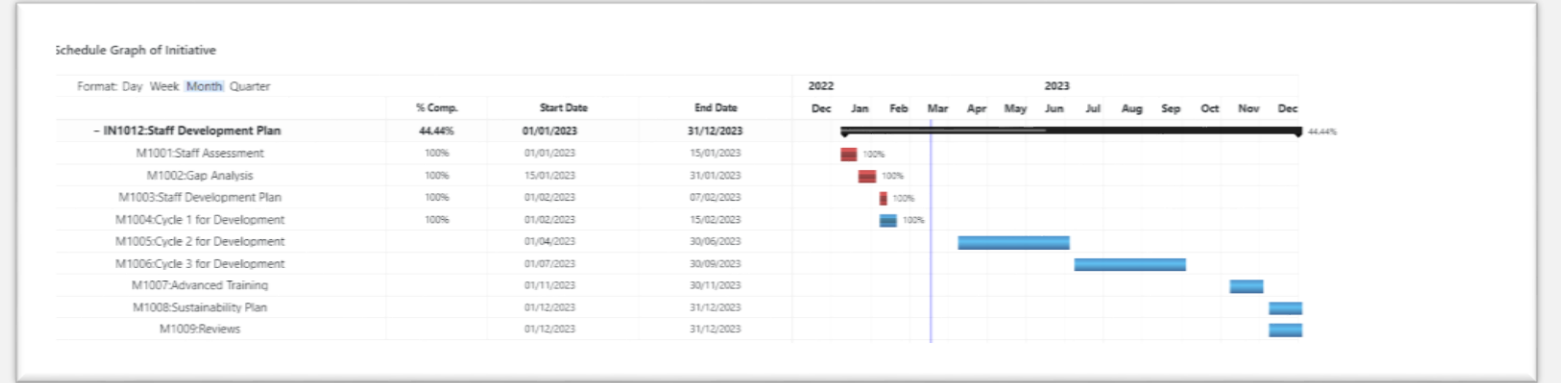 Schedule Graph of Initiative
Format: Day Week Month Quarter 2022 2023
% Comp. Start Date End Date Dec Jan Feb Mar Apr May Jun Jul Aug Sep Oct Nov Dec
− IN1012:Staff Development Plan 44.44% 01/01/2023 31/12/2023 44.44%
M1001:Staff Assessment 100% 01/01/2023 15/01/2023 100%
M1002:Gap Analysis 100% 15/01/2023 31/01/2023 100%
M1003:Staff Development Plan 100% 01/02/2023 07/02/2023 100%
M1004:Cycle 1 for Development 100% 01/02/2023 15/02/2023 100%
M1005:Cycle 2 for Development 01/04/2023 30/06/2023
M1006:Cycle 3 for Development 01/07/2023 30/09/2023
M1007:Advanced Training 01/11/2023 30/11/2023
M1008:Sustainability Plan 01/12/2023 31/12/2023
M1009:Reviews 01/12/2023 31/12/2023